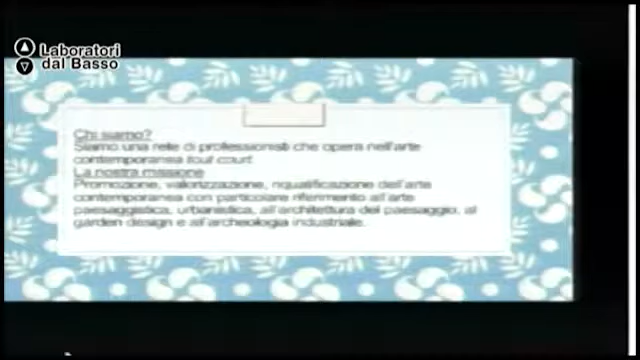 Laboratori
dal Basso
Chi siamo?
Siamo una rete di professionisti che opera nell'arte
contemporanea tout court
La nostra missione
Promozione, valorizzazione, riqualificazione dell'arte
contemporanea con particolare riferimento all'arte
paesaggistica, urbanistica, all'architettura del paesaggio, al
garden design e all'archeologia industriale.